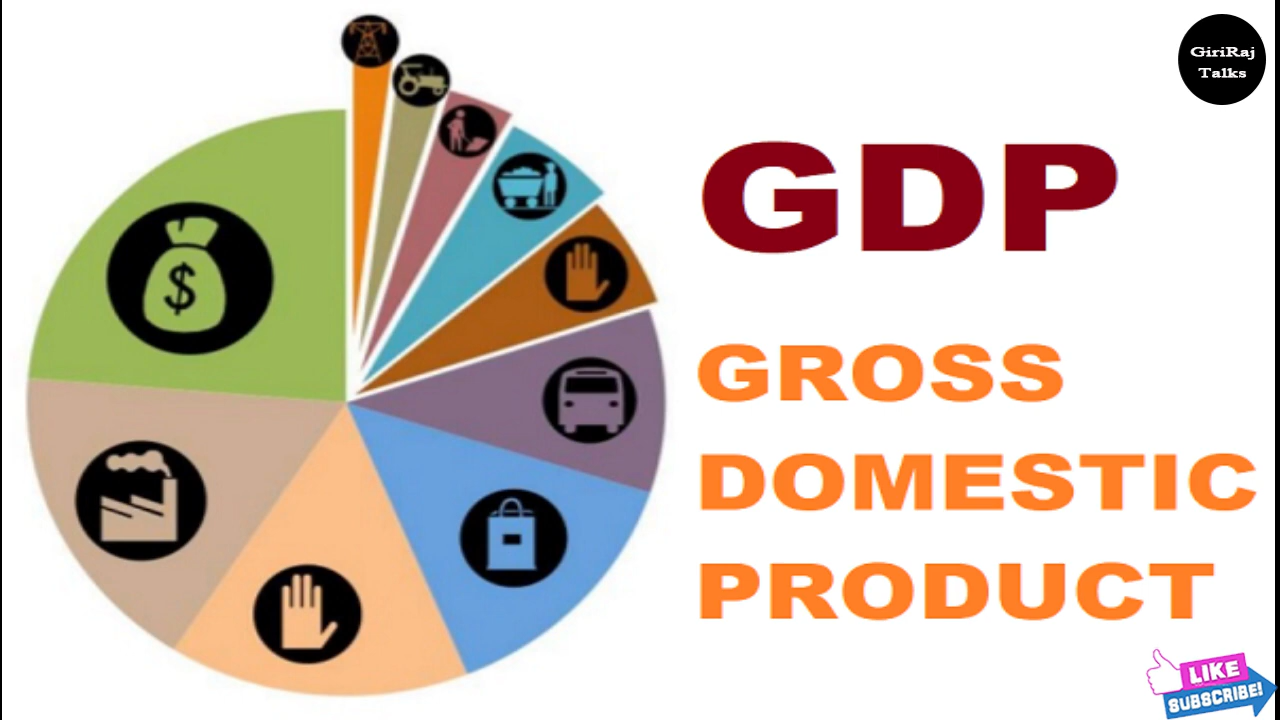 GiriRaj
Talks
GDP
GROSS
DOMESTIC
PRODUCT
$
LIKE
SUBSCRIBE!